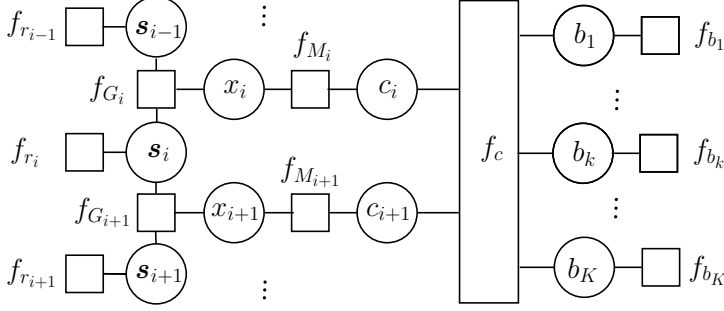 f_{r_{i-1}} s_{i-1} ⋮ b_1 f_{b_1}
f_{M_i}
f_{G_i} x_i c_i
⋮
f_{r_i} s_i f_c b_k f_{b_k}
f_{M_{i+1}}
f_{G_{i+1}} x_{i+1} c_{i+1} ⋮
f_{r_{i+1}} s_{i+1} ⋮ b_K f_{b_K}